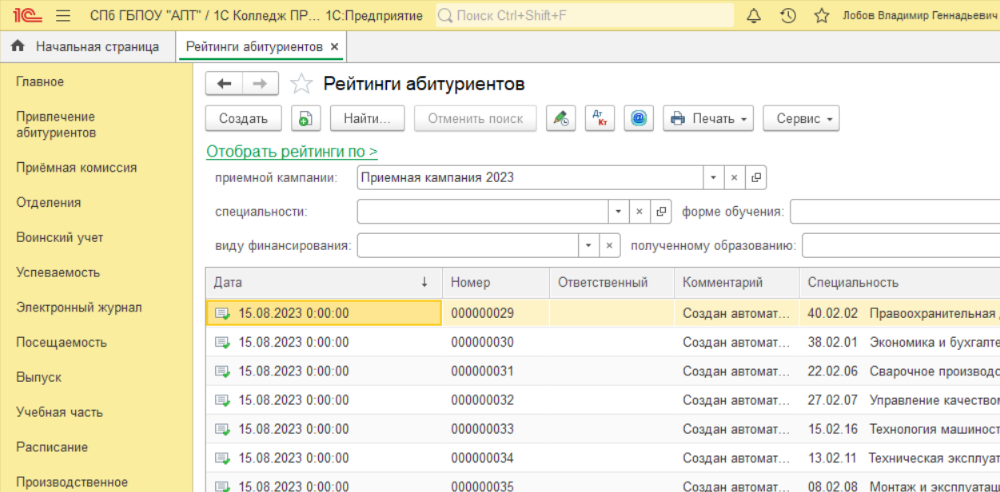 1С СПб ГБПОУ "АПТ" / 1С Колледж ПР... 1С:Предприятие Поиск Ctrl+Shift+F Лобов Владимир Геннадьевич
Начальная страница Рейтинги абитуриентов ×
Главное
Привлечение
абитуриентов
Приёмная комиссия
Отделения
Воинский учет
Успеваемость
Электронный журнал
Посещаемость
Выпуск
Учебная часть
Расписание
Производственное
Рейтинги абитуриентов
Создать Найти... Отменить поиск Дт Кт Печать Сервис
Отобрать рейтинги по >
приемной кампании: Приемная кампания 2023
специальности: форме обучения:
виду финансирования: полученному образованию:
Дата ↓ Номер Ответственный Комментарий Специальность
15.08.2023 0:00:00 000000029 Создан автомат... 40.02.02 Правоохранительная
15.08.2023 0:00:00 000000030 Создан автомат... 38.02.01 Экономика и бухгалте
15.08.2023 0:00:00 000000031 Создан автомат... 22.02.06 Сварочное производс
15.08.2023 0:00:00 000000032 Создан автомат... 27.02.07 Управление качеством
15.08.2023 0:00:00 000000033 Создан автомат... 15.02.16 Технология машиност
15.08.2023 0:00:00 000000034 Создан автомат... 13.02.11 Техническая эксплуат
15.08.2023 0:00:00 000000035 Создан автомат... 08.02.08 Монтаж и эксплуатаци